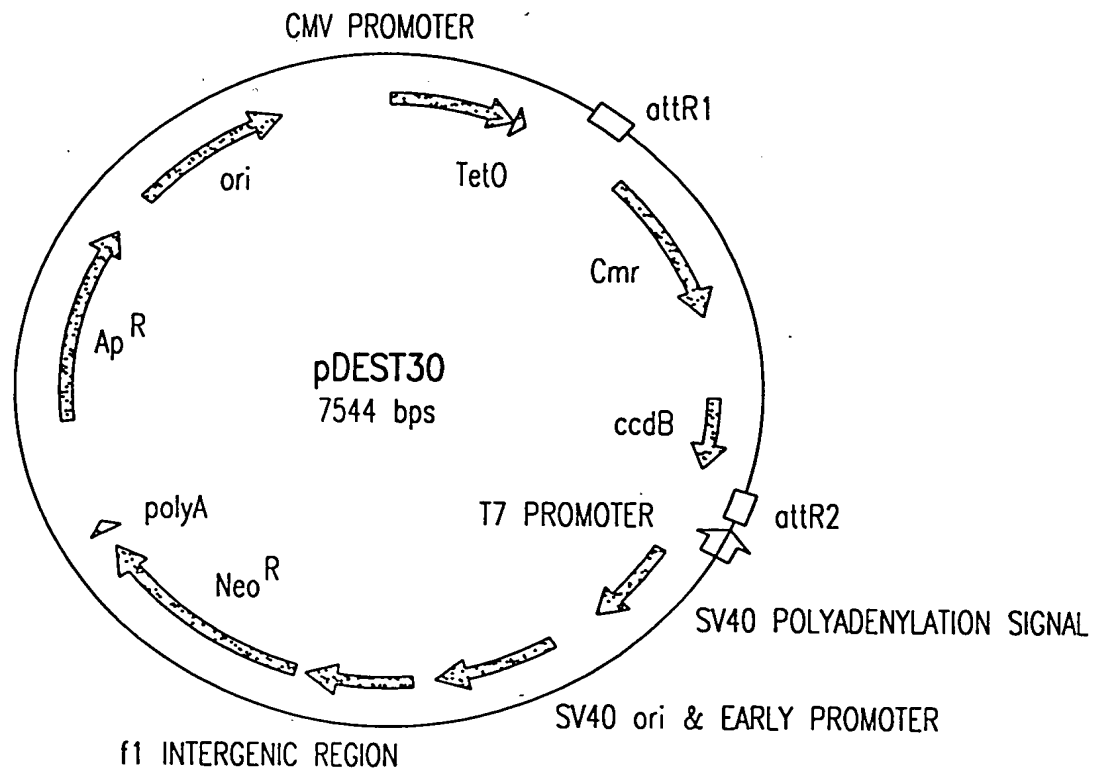 CMV PROMOTER
attR1
ori
TetO
Cmr
Ap R
pDEST30
7544 bps
ccdB
polyA
T7 PROMOTER
attR2
Neo R
SV40 POLYADENYLATION SIGNAL
SV40 ori & EARLY PROMOTER
f1 INTERGENIC REGION